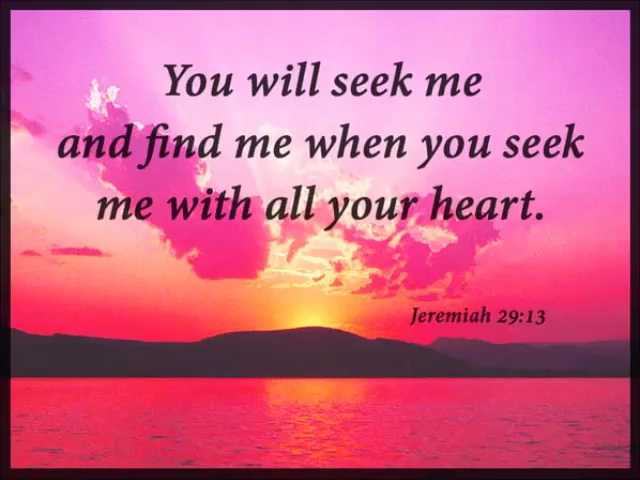 You will seek me
and find me when you seek
me with all your heart.
Jeremiah 29:13